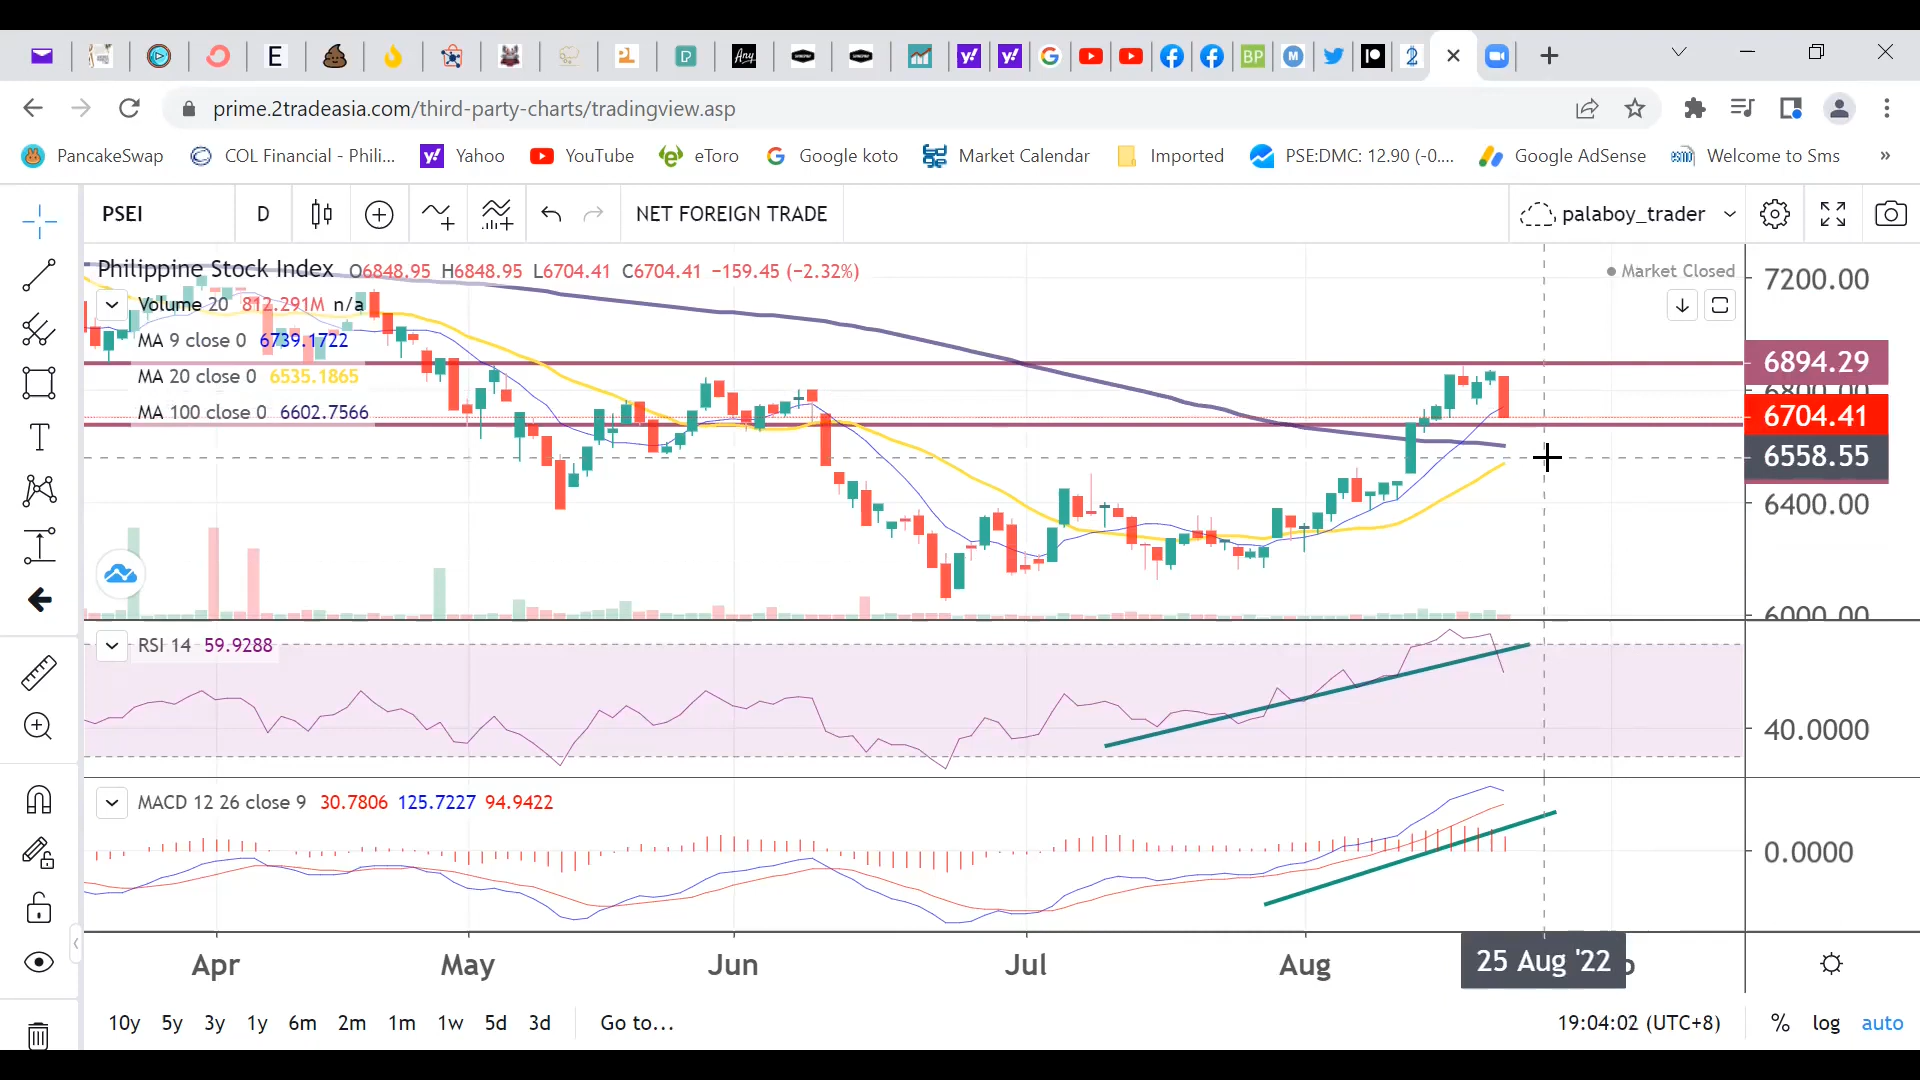 E
Any
BP
M
prime.2tradeasia.com/third-party-charts/tradingview.asp
PancakeSwap COL Financial - Phili... Yahoo YouTube eToro Google koto Market Calendar Imported PSE:DMC: 12.90 (-0.... Google AdSense Welcome to Sms »
PSEI D NET FOREIGN TRADE palaboy_trader
Philippine Stock Index O6848.95 H6848.95 L6704.41 C6704.41 −159.45 (−2.32%) Market Closed 7200.00
Volume 20 812.291M n/a
MA 9 close 0 6739.1722
6894.29
MA 20 close 0 6535.1865
6800.00
MA 100 close 0 6602.7566 6704.41
6558.55
6400.00
6000.00
RSI 14 59.9288
40.0000
MACD 12 26 close 9 30.7806 125.7227 94.9422
0.0000
Apr May Jun Jul Aug 25 Aug '22
10y 5y 3y 1y 6m 2m 1m 1w 5d 3d Go to... 19:04:02 (UTC+8) % log auto